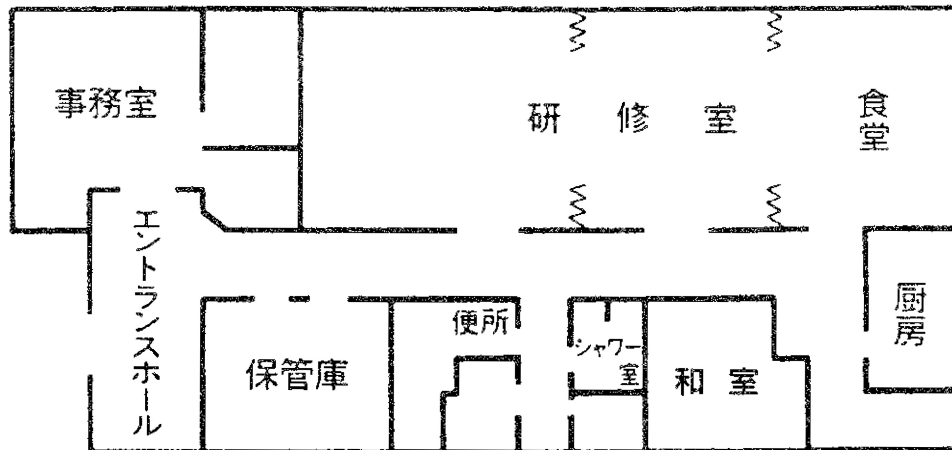 事務室
研修室
食堂
エントランスホール
厨房
便所
シャワー室
保管庫
和室